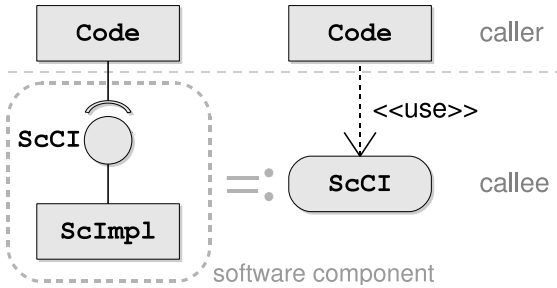 Code
Code
caller
<<use>>
ScCI
=:
ScCI
callee
ScImpl
software component